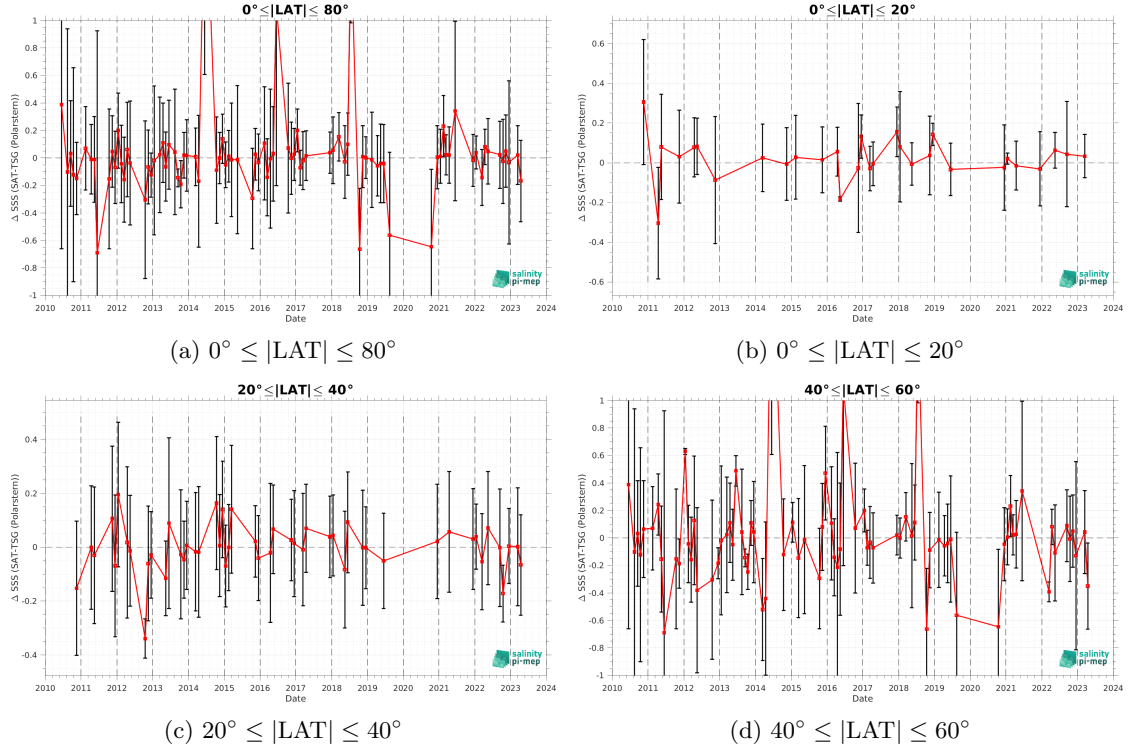 0°≤|LAT|≤ 80°
Δ SSS (SAT-TSG (Polarstern))
1
0.8
0.6
0.4
0.2
0
-0.2
-0.4
-0.6
-0.8
-1
2010 2011 2012 2013 2014 2015 2016 2017 2018 2019 2020 2021 2022 2023 2024
Date
salinity
pi-mep
(a) 0° ≤ |LAT| ≤ 80°
0°≤|LAT|≤ 20°
Δ SSS (SAT-TSG (Polarstern))
0.6
0.4
0.2
0
-0.2
-0.4
-0.6
2010 2011 2012 2013 2014 2015 2016 2017 2018 2019 2020 2021 2022 2023 2024
Date
salinity
pi-mep
(b) 0° ≤ |LAT| ≤ 20°
20°≤|LAT|≤ 40°
Δ SSS (SAT-TSG (Polarstern))
0.4
0.2
0
-0.2
-0.4
2010 2011 2012 2013 2014 2015 2016 2017 2018 2019 2020 2021 2022 2023 2024
Date
salinity
pi-mep
(c) 20° ≤ |LAT| ≤ 40°
40°≤|LAT|≤ 60°
Δ SSS (SAT-TSG (Polarstern))
1
0.8
0.6
0.4
0.2
0
-0.2
-0.4
-0.6
-0.8
-1
2010 2011 2012 2013 2014 2015 2016 2017 2018 2019 2020 2021 2022 2023 2024
Date
salinity
pi-mep
(d) 40° ≤ |LAT| ≤ 60°